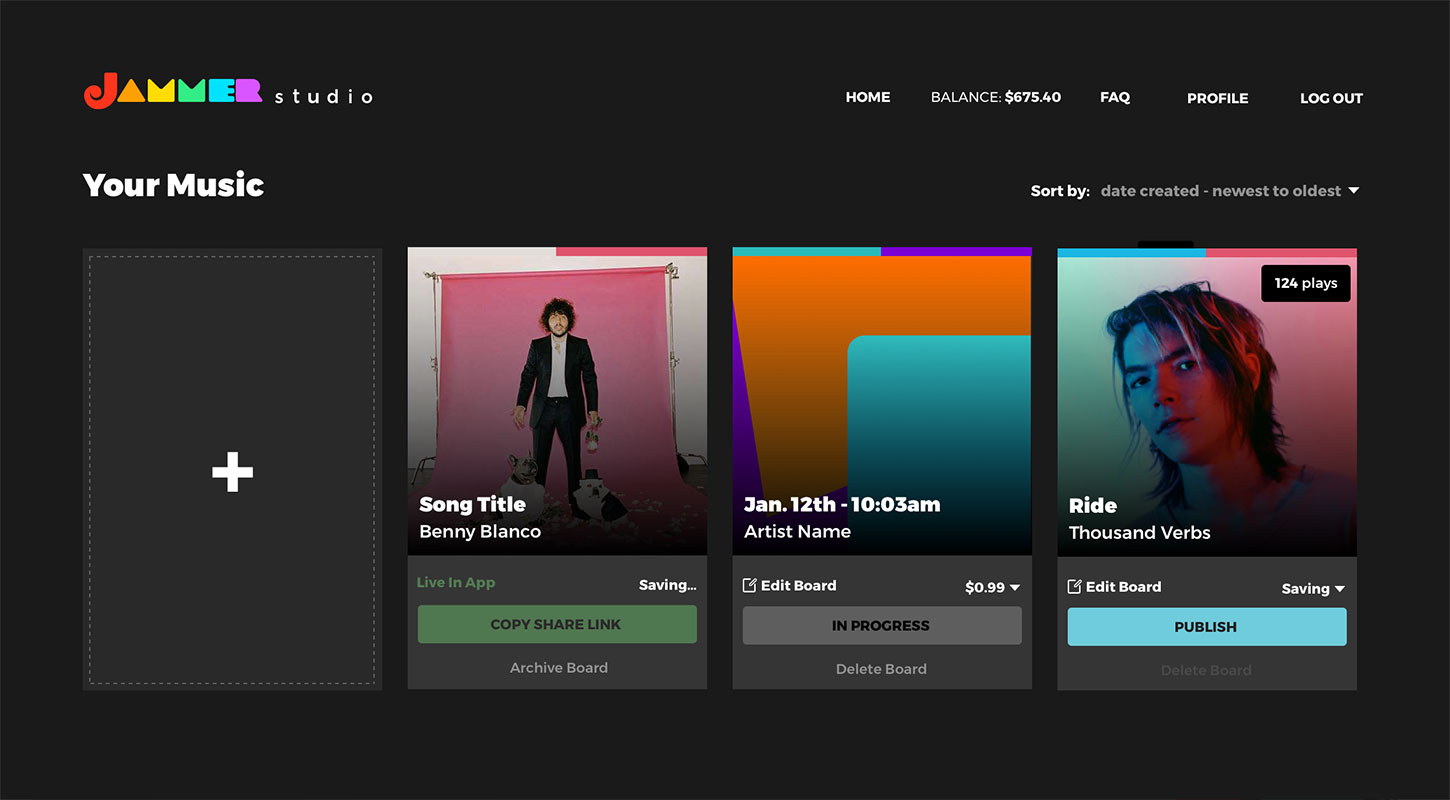 JAMMER studio
HOME
BALANCE: $675.40
FAQ
PROFILE
LOG OUT
Your Music
Sort by: date created - newest to oldest
Song Title
Benny Blanco
Live In App
Saving...
COPY SHARE LINK
Archive Board
Jan. 12th - 10:03am
Artist Name
Edit Board
$0.99
IN PROGRESS
Delete Board
124 plays
Ride
Thousand Verbs
Edit Board
Saving
PUBLISH
Delete Board